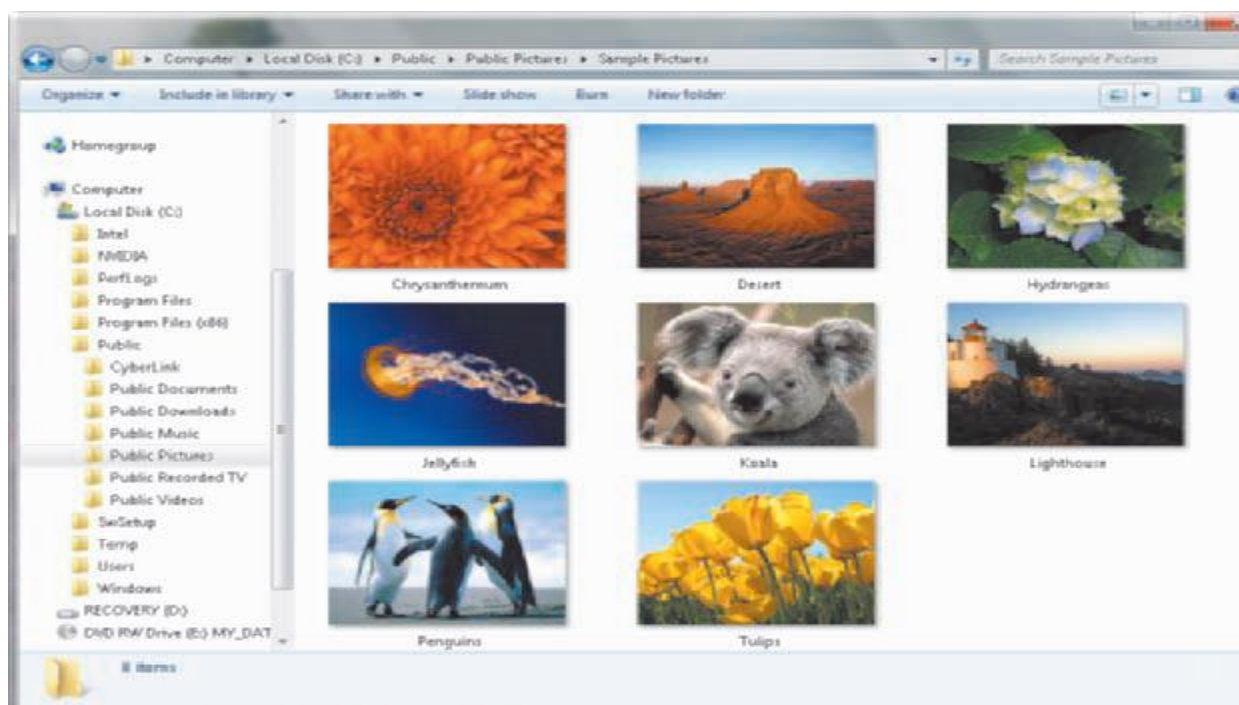 Computer Local Disk (C:) Public Public Pictures Sample Pictures Search Sample Pictures
Organize Include in library Share with Slide show Burn New folder
Homegroup
Computer
Local Disk (C:)
Intel
NVIDIA
PerfLogs
Program Files
Program Files (x86)
Public
CyberLink
Public Documents
Public Downloads
Public Music
Public Pictures
Public Recorded TV
Public Videos
SwSetup
Temp
Users
Windows
RECOVERY (D:)
DVD RW Drive (E:) MY_DAT
Chrysanthemum Desert Hydrangeas
Jellyfish Koala Lighthouse
Penguins Tulips
8 items